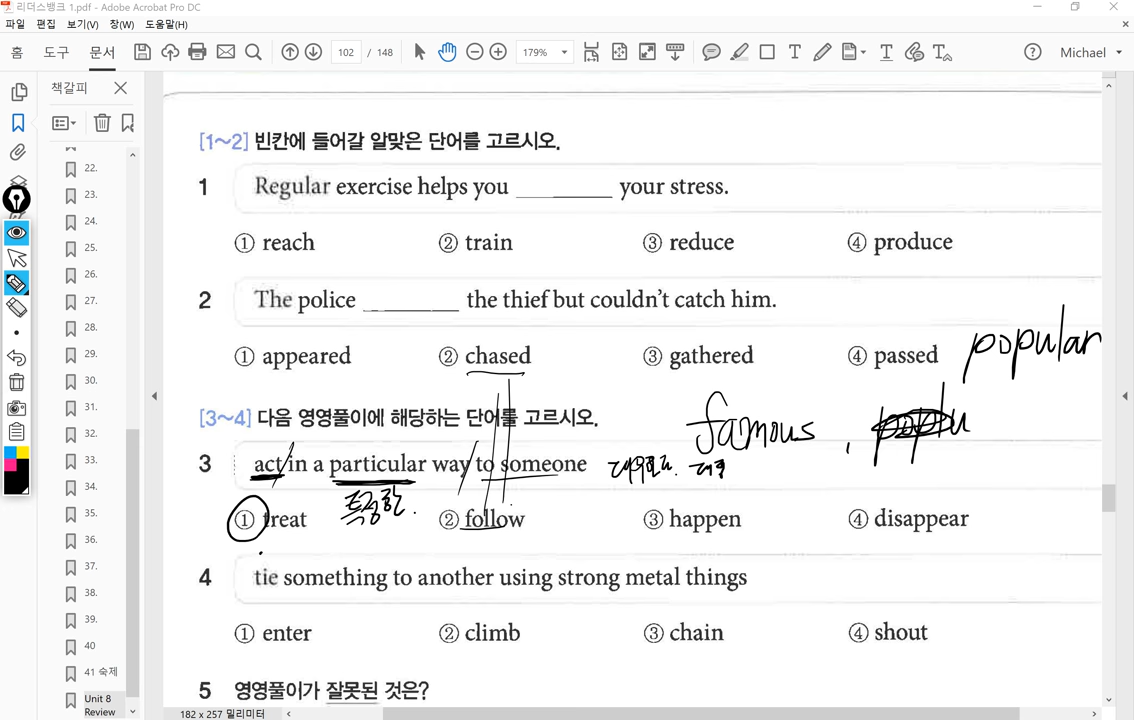 리더스뱅크 1.pdf - Adobe Acrobat Pro DC
파일 편집 보기(V) 창(W) 도움말(H)
홈 도구 문서 102 / 148 179% Michael
책갈피
22.
23.
24.
25.
26.
27.
28.
29.
30.
31.
32.
33.
34.
35.
36.
37.
38.
39.
40
41 숙제
Unit 8 Review
[1~2] 빈칸에 들어갈 알맞은 단어를 고르시오.
1 Regular exercise helps you ________ your stress.
① reach ② train ③ reduce ④ produce
2 The police ________ the thief but couldn't catch him.
① appeared ② chased ③ gathered ④ passed popular
[3~4] 다음 영영풀이에 해당하는 단어를 고르시오. famous ,
3 act in a particular way to someone 대우하다.
특정한.
① treat ② follow ③ happen ④ disappear
4 tie something to another using strong metal things
① enter ② climb ③ chain ④ shout
5 영영풀이가 잘못된 것은?
182 x 257 밀리미터